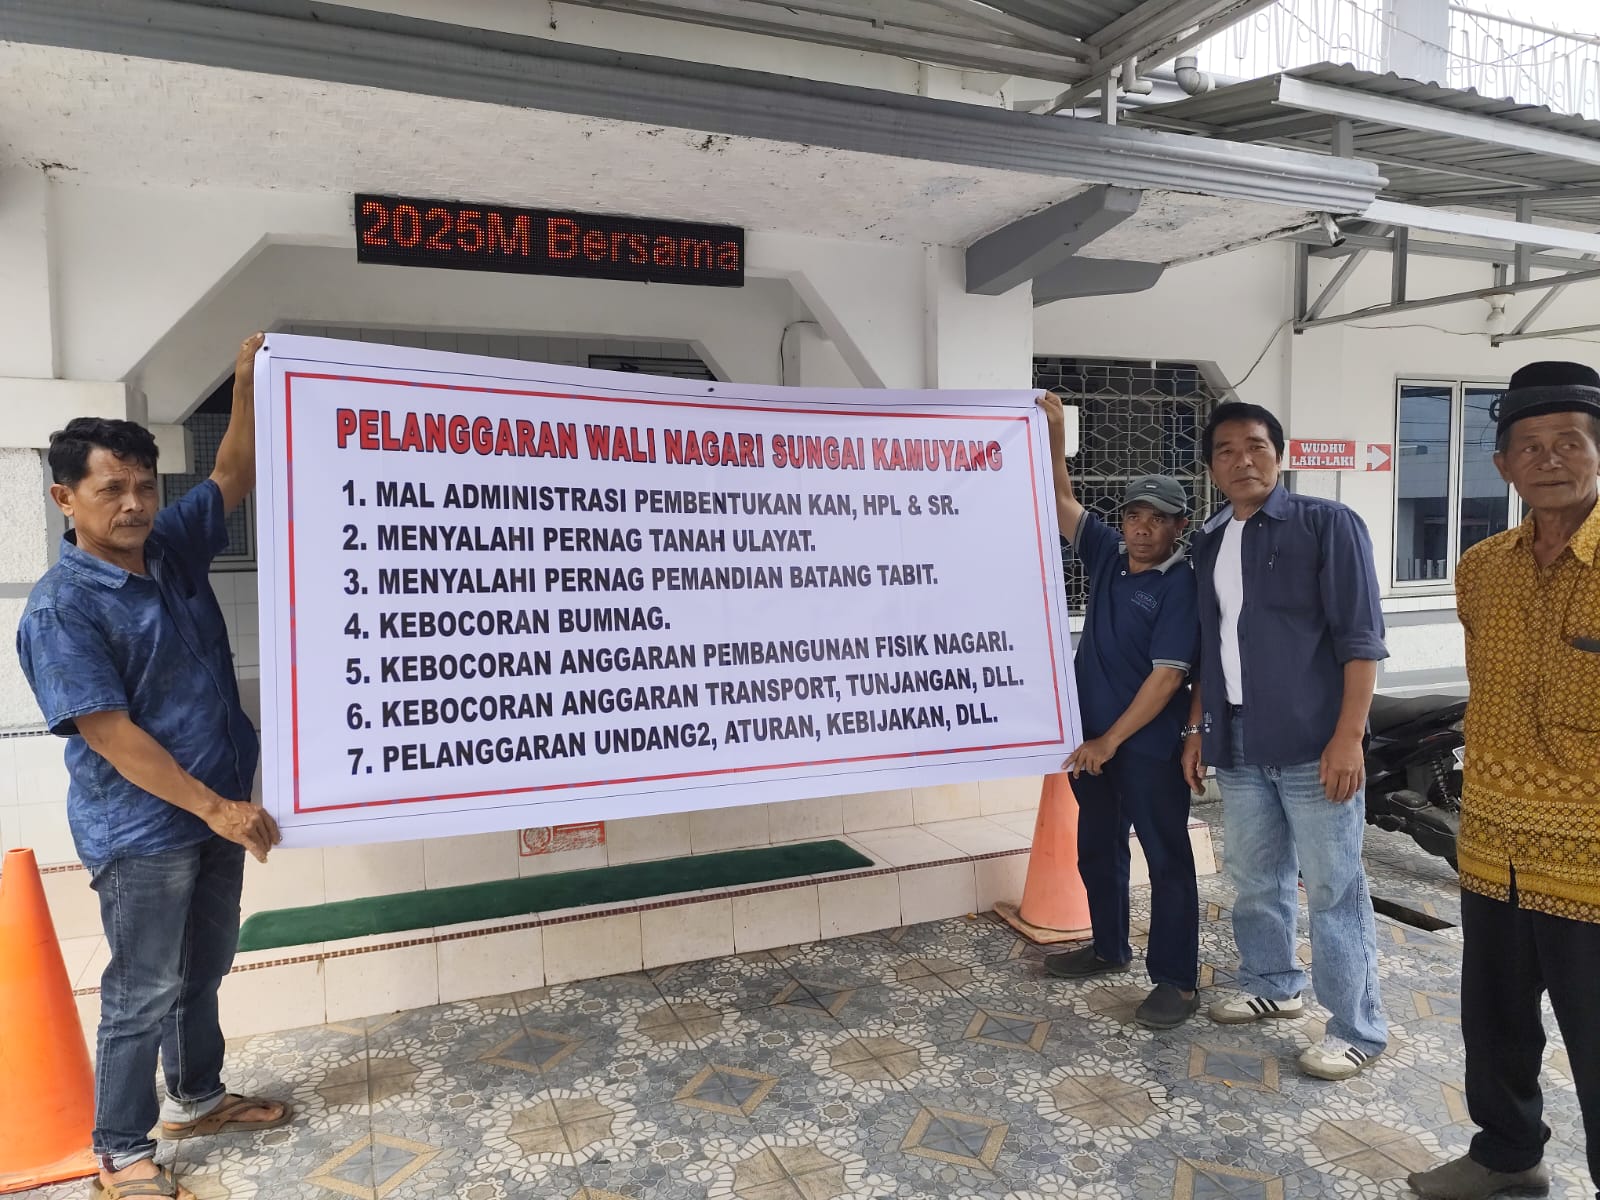 2025M Bersama
PELANGGARAN WALI NAGARI SUNGAI KAMUYANG
1. MAL ADMINISTRASI PEMBENTUKAN KAN, HPL & SR.
2. MENYALAHI PERNAG TANAH ULAYAT.
3. MENYALAHI PERNAG PEMANDIAN BATANG TABIT.
4. KEBOCORAN BUMNAG.
5. KEBOCORAN ANGGARAN PEMBANGUNAN FISIK NAGARI.
6. KEBOCORAN ANGGARAN TRANSPORT, TUNJANGAN, DLL.
7. PELANGGARAN UNDANG2, ATURAN, KEBIJAKAN, DLL.
WUDHU
LAKI-LAKI